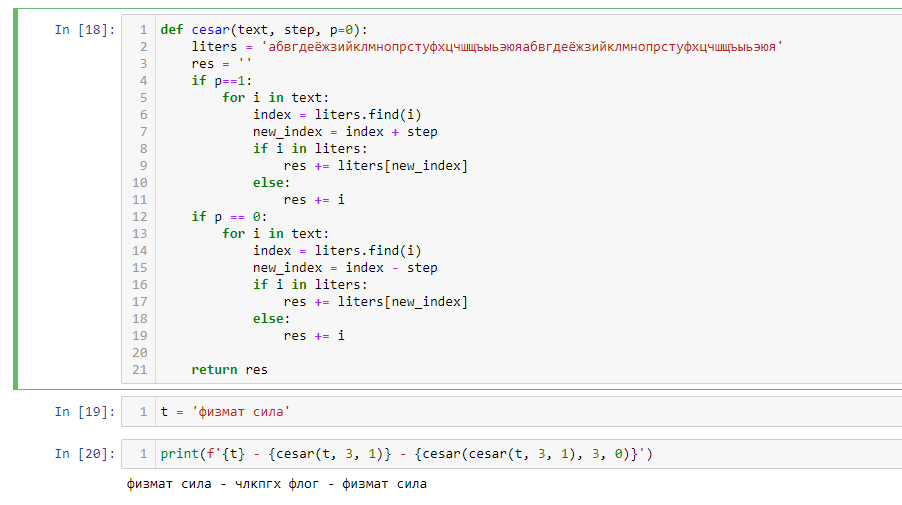 In [18]:
1 def cesar(text, step, p=0):
2     liters = 'абвгдеёжзийклмнопрстуфхцчшщъыьэюяабвгдеёжзийклмнопрстуфхцчшщъыьэюя'
3     res = ''
4     if p==1:
5         for i in text:
6             index = liters.find(i)
7             new_index = index + step
8             if i in liters:
9                 res += liters[new_index]
10             else:
11                 res += i
12     if p == 0:
13         for i in text:
14             index = liters.find(i)
15             new_index = index - step
16             if i in liters:
17                 res += liters[new_index]
18             else:
19                 res += i
20
21     return res
In [19]: 1 t = 'физмат сила'
In [20]: 1 print(f'{t} - {cesar(t, 3, 1)} - {cesar(cesar(t, 3, 1), 3, 0)}')
физмат сила - члкпгх флог - физмат сила